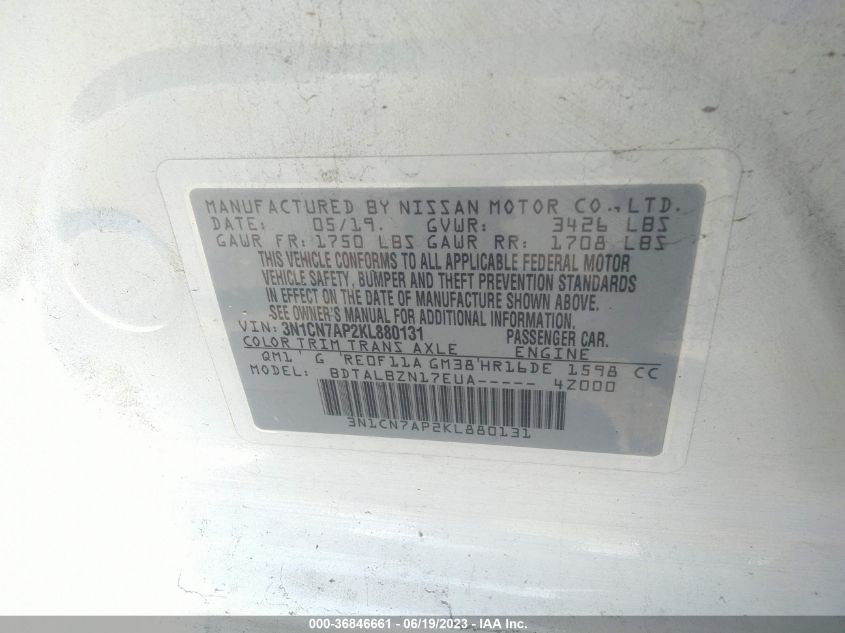 MANUFACTURED BY NISSAN MOTOR CO.,LTD.
DATE: 05/19. GVWR: 3426 LBS
GAWR FR: 1750 LBS GAWR RR: 1708 LBS
THIS VEHICLE CONFORMS TO ALL APPLICABLE FEDERAL MOTOR
VEHICLE SAFETY, BUMPER AND THEFT PREVENTION STANDARDS
IN EFFECT ON THE DATE OF MANUFACTURE SHOWN ABOVE.
SEE OWNER'S MANUAL FOR ADDITIONAL INFORMATION.
VIN: 3N1CN7AP2KL880131 PASSENGER CAR.
COLOR TRIM TRANS AXLE ENGINE
QM1 ' G 'RE0F11A GM38'HR16DE 1598 CC
MODEL: BDTALBZN17EUA----- 4Z000
3N1CN7AP2KL880131
000-36846661 - 06/19/2023 - IAA Inc.